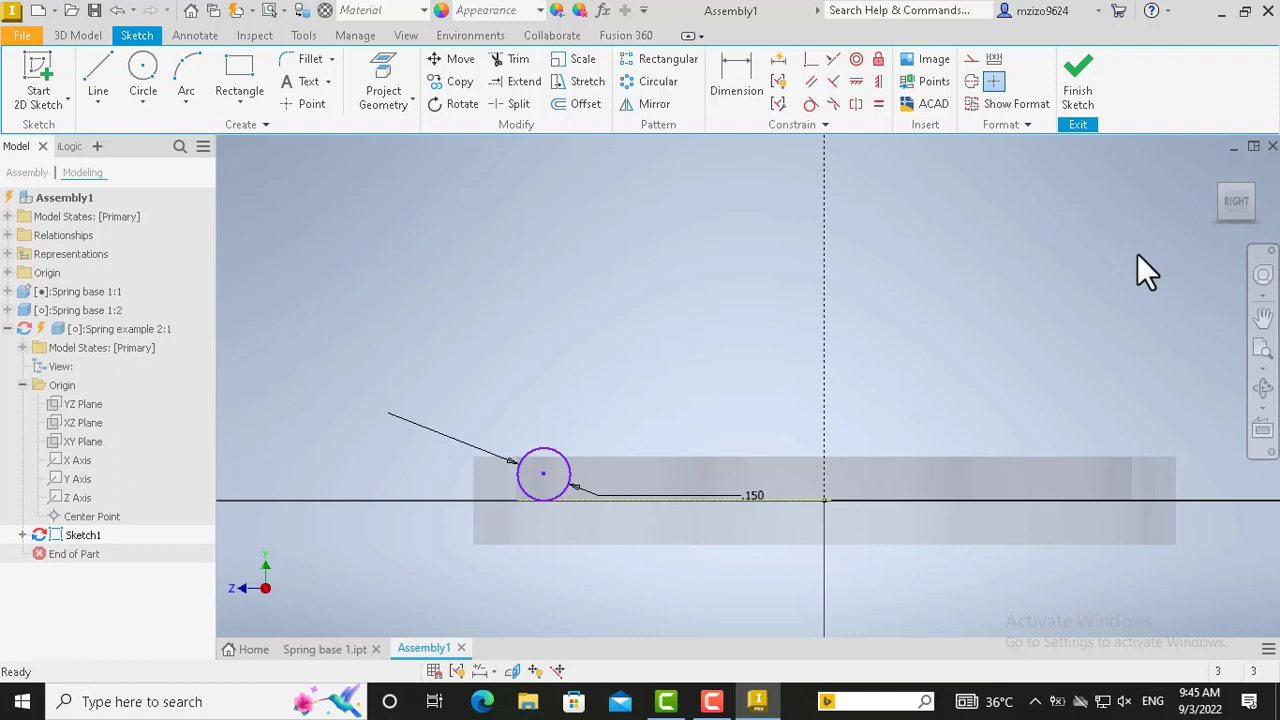 Material
Appearance
Assembly1
Search Help & Commands...
mzizo9624
File
3D Model
Sketch
Annotate
Inspect
Tools
Manage
View
Environments
Collaborate
Fusion 360
Start
2D Sketch
Line
Circle
Arc
Rectangle
Fillet
Text
Point
Project
Geometry
Move
Copy
Rotate
Trim
Extend
Split
Scale
Stretch
Offset
Rectangular
Circular
Mirror
Dimension
Image
Points
ACAD
Show Format
Finish
Sketch
Sketch
Create
Modify
Pattern
Constrain
Insert
Format
Exit
Model
iLogic
Assembly
Modeling
Assembly1
Model States: [Primary]
Relationships
Representations
Origin
[●]:Spring base 1:1
[o]:Spring base 1:2
[o]:Spring example 2:1
Model States: [Primary]
View:
Origin
YZ Plane
XZ Plane
XY Plane
X Axis
Y Axis
Z Axis
Center Point
Sketch1
End of Part
RIGHT
.150
Y
Z
Activate Windows
Go to Settings to activate Windows.
Home
Spring base 1.ipt
Assembly1
Ready
3
3
Type here to search
36°C
ENG
9:45 AM
9/3/2022